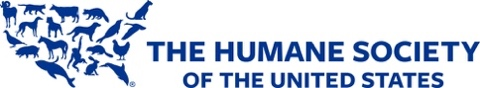 THE HUMANE SOCIETY
OF THE UNITED STATES
®